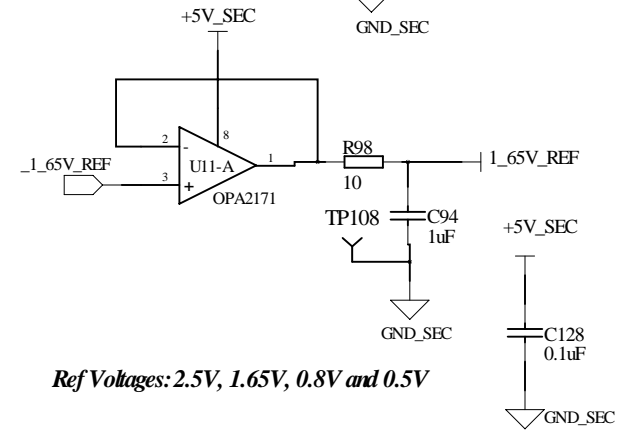 +5V_SEC
GND_SEC
8
2
-
_1_65V_REF
U11-A
1
3
+
OPA2171
R98
10
1_65V_REF
TP108
C94
1uF
+5V_SEC
GND_SEC
C128
0.1uF
Ref Voltages: 2.5V, 1.65V, 0.8V and 0.5V
GND_SEC